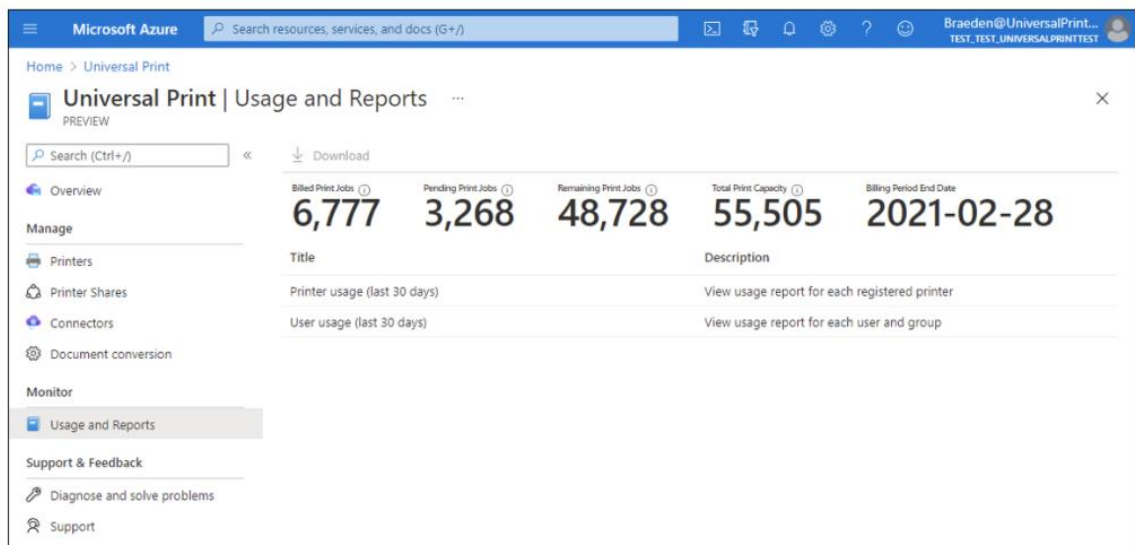 Microsoft Azure
Search resources, services, and docs (G+/)
Braeden@UniversalPrint...
TEST_TEST_UNIVERSALPRINTTEST
Home > Universal Print
Universal Print | Usage and Reports ...
PREVIEW
Search (Ctrl+/)
«
Download
Overview
Manage
Printers
Printer Shares
Connectors
Document conversion
Monitor
Usage and Reports
Support & Feedback
Diagnose and solve problems
Support
Billed Print Jobs
6,777
Pending Print Jobs
3,268
Remaining Print Jobs
48,728
Total Print Capacity
55,505
Billing Period End Date
2021-02-28
Title Description
Printer usage (last 30 days) View usage report for each registered printer
User usage (last 30 days) View usage report for each user and group